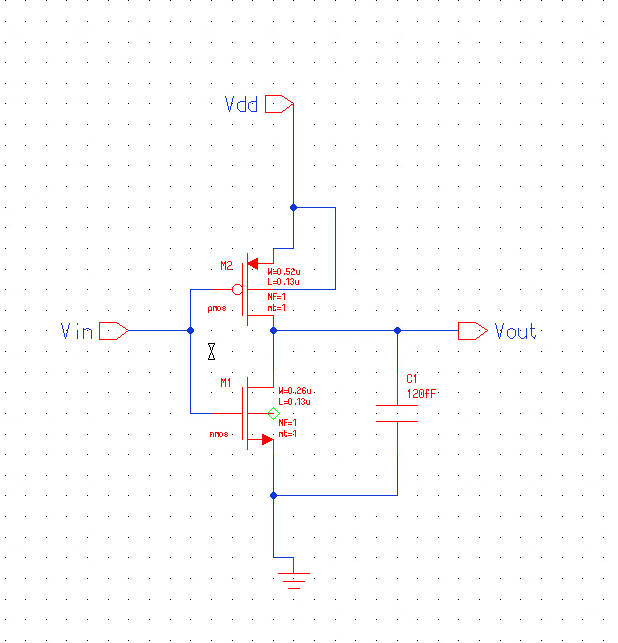 Vdd
M2
W=0.52u
L=0.13u
NF=1
pmos
mt=1
Vin
Vout
M1
C1
120fF
W=0.26u
L=0.13u
NF=1
nmos
mt=1